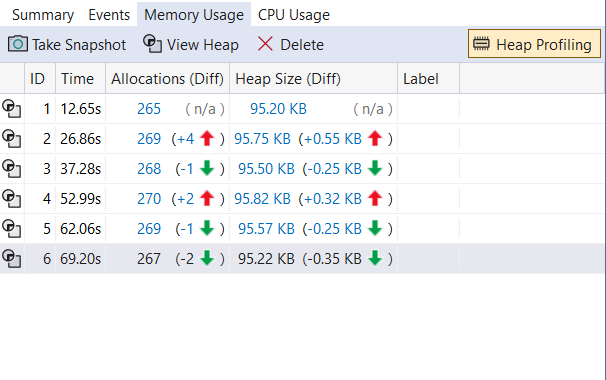 Summary Events Memory Usage CPU Usage
Take Snapshot View Heap Delete Heap Profiling
ID Time Allocations (Diff) Heap Size (Diff) Label
1 12.65s 265 (n/a) 95.20 KB (n/a)
2 26.86s 269 (+4 ) 95.75 KB (+0.55 KB )
3 37.28s 268 (-1 ) 95.50 KB (-0.25 KB )
4 52.99s 270 (+2 ) 95.82 KB (+0.32 KB )
5 62.06s 269 (-1 ) 95.57 KB (-0.25 KB )
6 69.20s 267 (-2 ) 95.22 KB (-0.35 KB )